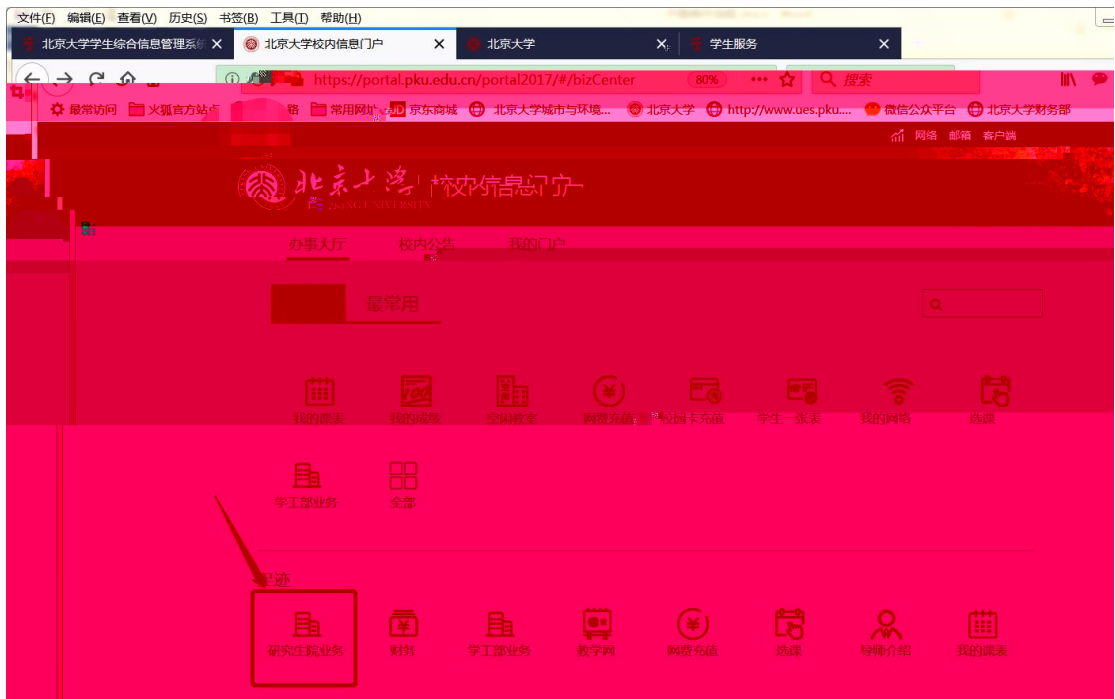 文件(F) 编辑(E) 查看(V) 历史(S) 书签(B) 工具(T) 帮助(H)
北京大学学生综合信息管理系统 北京大学校内信息门户 北京大学 学生服务
https://portal.pku.edu.cn/portal2017/#/bizCenter 80% 搜索
最常访问 火狐官方站点 路 常用网址 JD 京东商城 北京大学城市与环境... 北京大学 http://www.ues.pku.... 微信公众平台 北京大学财务部
网络 邮箱 客户端
北京大学 校内信息门户
办事大厅 校内公告 我的门户
最常用
我的课表 我的成绩 空闲教室 网费充值 校园卡充值 学生一张表 我的网络 选课
学工部业务 全部
足迹
研究生院业务 财务 学工部业务 教学网 网费充值 选课 导师介绍 我的课表